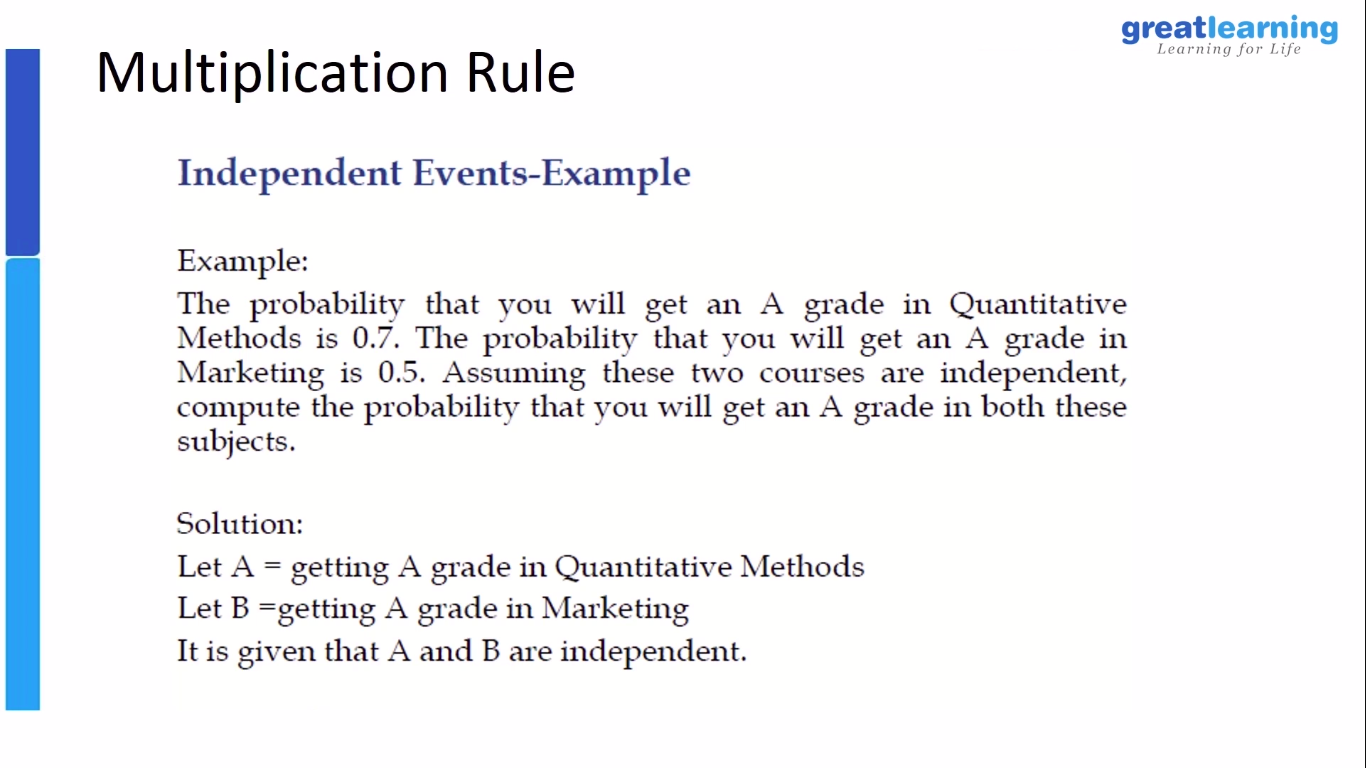 greatlearning
Learning for Life
Multiplication Rule
Independent Events-Example
Example:
The probability that you will get an A grade in Quantitative
Methods is 0.7. The probability that you will get an A grade in
Marketing is 0.5. Assuming these two courses are independent,
compute the probability that you will get an A grade in both these
subjects.
Solution:
Let A = getting A grade in Quantitative Methods
Let B =getting A grade in Marketing
It is given that A and B are independent.